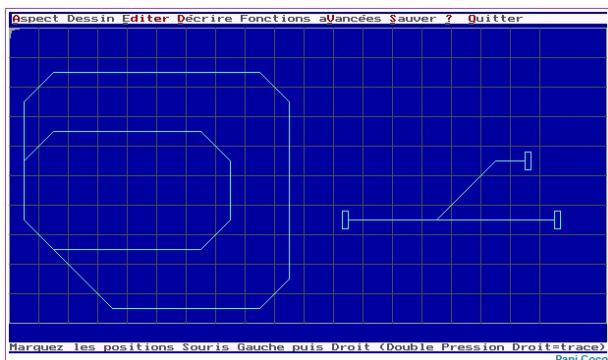 Aspect Dessin Editer Décrire Fonctions aVancées Sauver ? Quitter
Marquez les positions Souris Gauche puis Droit (Double Pression Droit=trace)
Papi Coco